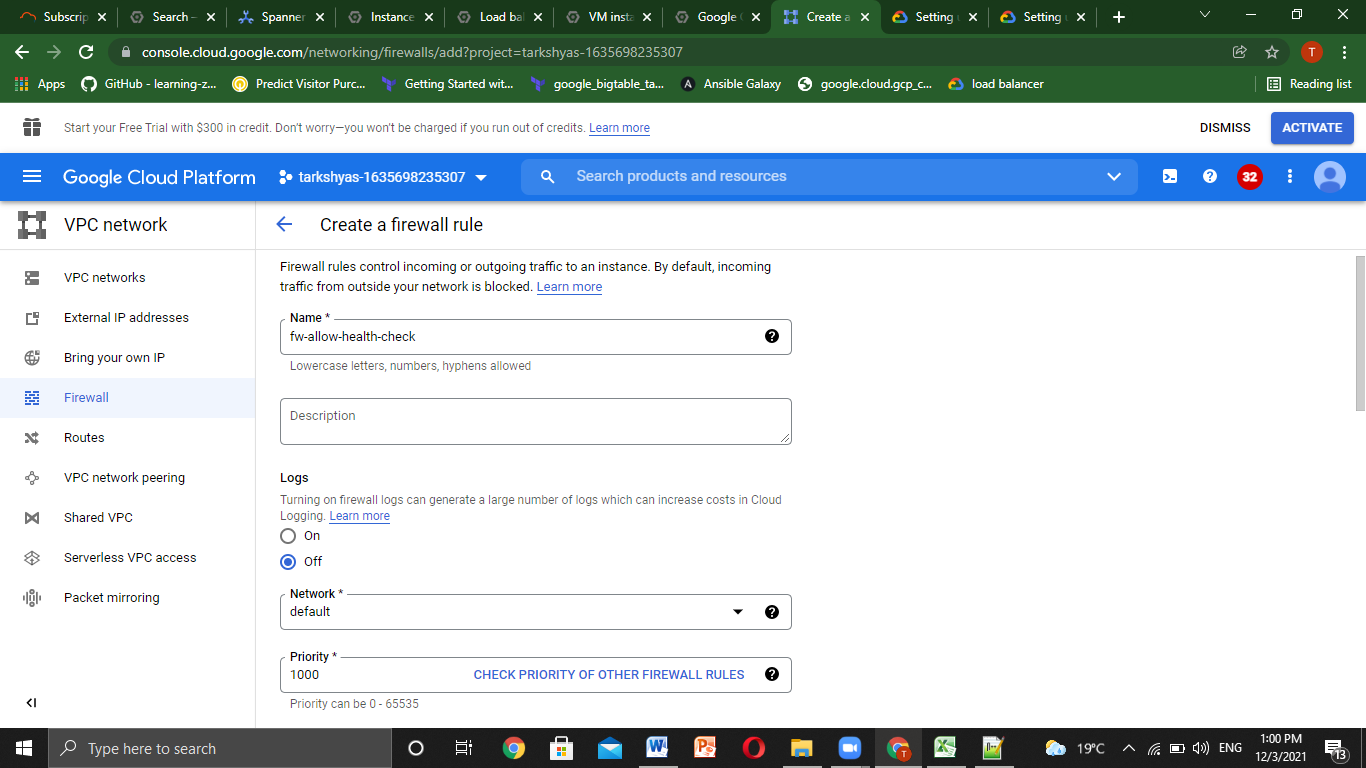 Subscrip
Search –
Spanner
Instance
Load bal
VM insta
Google C
Create a
Setting
Setting
console.cloud.google.com/networking/firewalls/add?project=tarkshyas-1635698235307
T
Apps
GitHub - learning-z...
Predict Visitor Purc...
Getting Started wit...
google_bigtable_ta...
Ansible Galaxy
google.cloud.gcp_c...
load balancer
Reading list
Start your Free Trial with $300 in credit. Don't worry—you won't be charged if you run out of credits. Learn more
DISMISS
ACTIVATE
Google Cloud Platform
tarkshyas-1635698235307
Search products and resources
32
VPC network
Create a firewall rule
VPC networks
External IP addresses
Bring your own IP
Firewall
Routes
VPC network peering
Shared VPC
Serverless VPC access
Packet mirroring
Firewall rules control incoming or outgoing traffic to an instance. By default, incoming
traffic from outside your network is blocked. Learn more
Name *
fw-allow-health-check
Lowercase letters, numbers, hyphens allowed
Description
Logs
Turning on firewall logs can generate a large number of logs which can increase costs in Cloud
Logging. Learn more
On
Off
Network *
default
Priority *
1000
CHECK PRIORITY OF OTHER FIREWALL RULES
Priority can be 0 - 65535
Type here to search
19°C
ENG
1:00 PM
12/3/2021
13